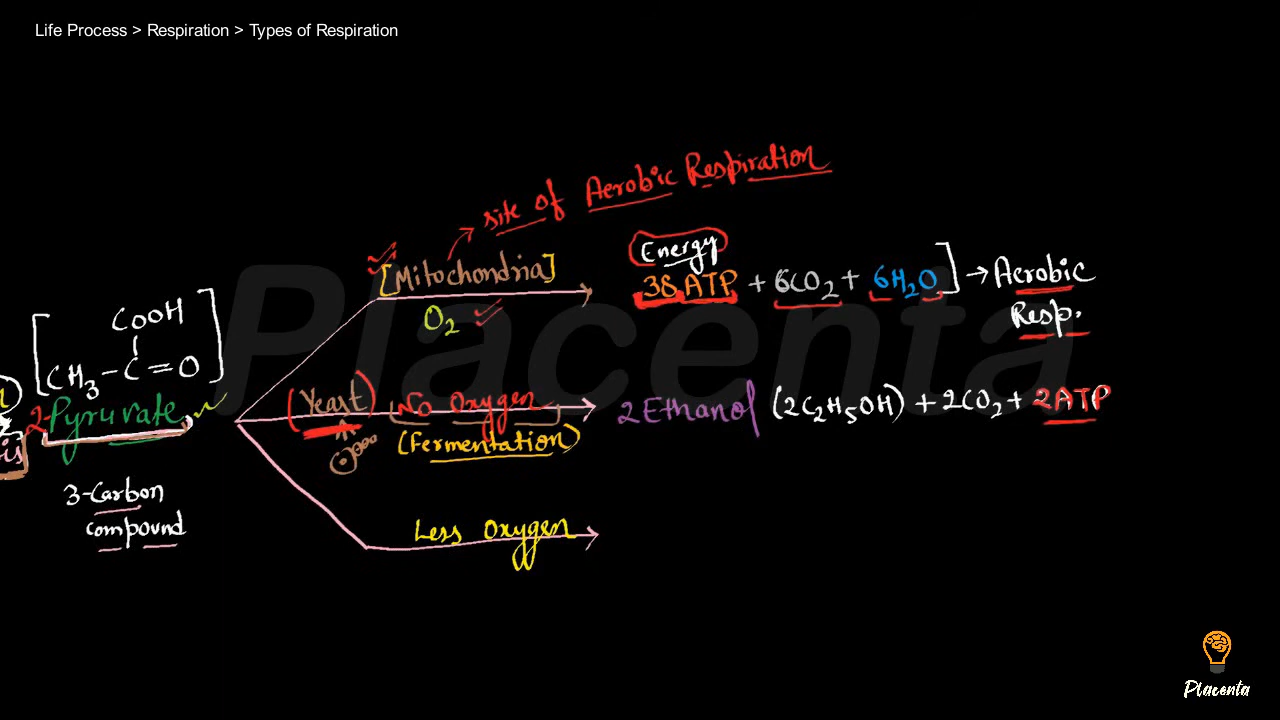 Life Process > Respiration > Types of Respiration
site of Aerobic Respiration
[Mitochondria]
O2
Energy
38 ATP + 6CO2 + 6H2O] → Aerobic
Resp.
COOH
CH3 - C = O
2-Pyruvate
3-Carbon
compound
(Yeast) No Oxygen
(Fermentation)
2 Ethanol (2C2H5OH) + 2CO2 + 2ATP
Less Oxygen
Placenta
Placenta